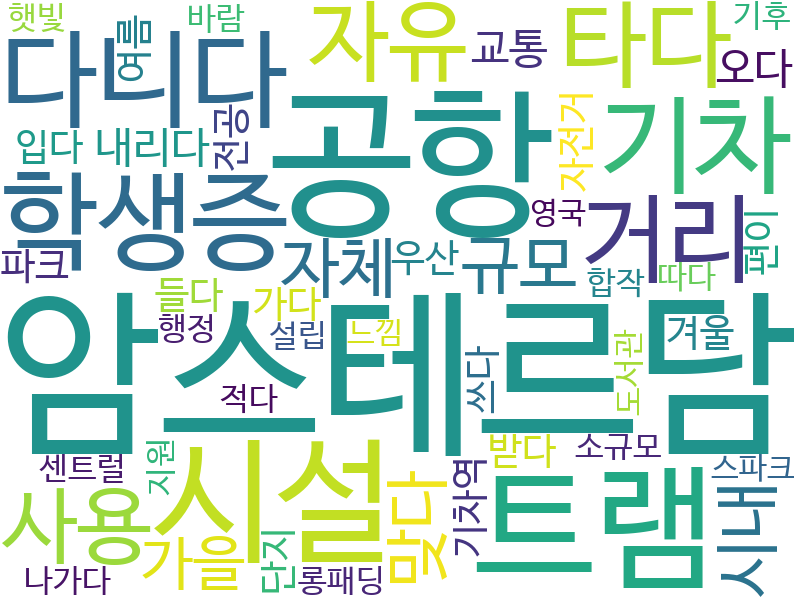 햇빛
바람
기후
여름
자유
교통
타다
오다
다늬다
공항
자전거
기차
입다
내리다
전공
학생증
영국
거리
편이
파크
자체
우산
규모
합작
따다
들다
가다
행정
설립
느낌
겨울
암스테르담
적다
쓰다
도서관
센트럴
지원
시설
받다
소규모
스파크
사용
가을
맞다
기차역
트램
시내
단지
나가다
롱패딩